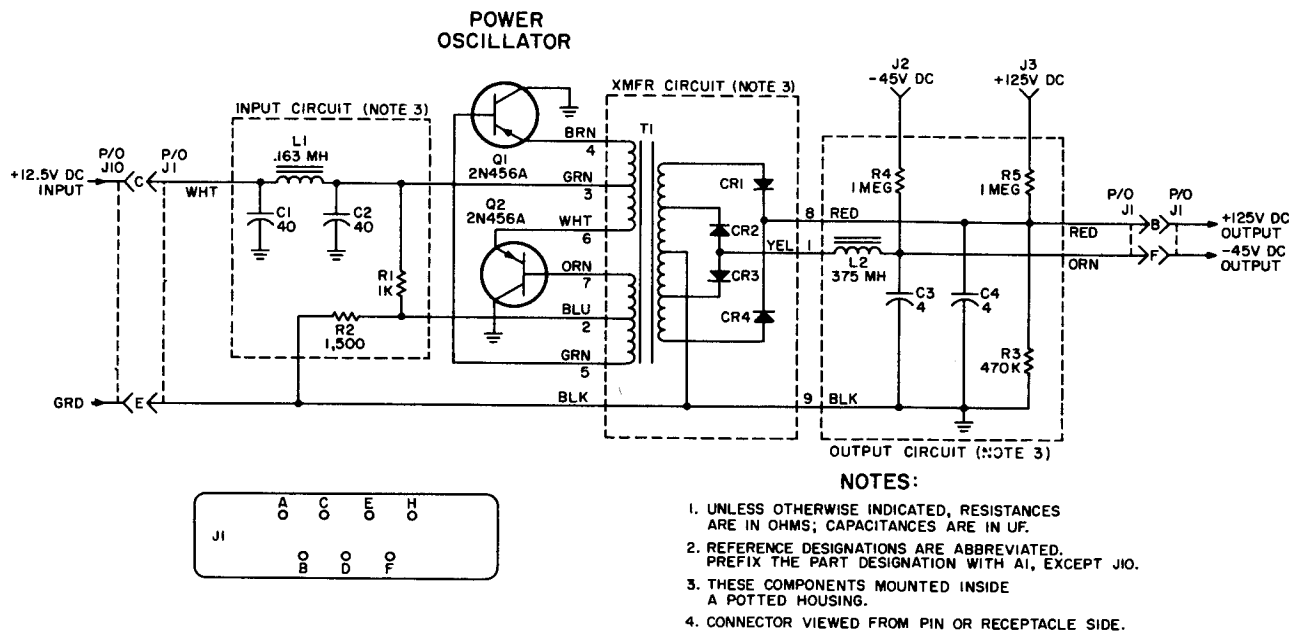 POWER
OSCILLATOR
J2
-45V DC
J3
+125V DC
INPUT CIRCUIT (NOTE 3)
XMFR CIRCUIT (NOTE 3)
L1
.163 MH
Q1
2N456A
BRN
4
T1
P/O
J10
P/O
J1
+12.5V DC
INPUT
C
WHT
GRN
3
CR1
R4
1 MEG
R5
1 MEG
C1
40
C2
40
Q2
2N456A
WHT
6
CR2
8 RED
RED
P/O
J1
P/O
J1
B
+125V DC
OUTPUT
YEL 1
L2
375 MH
ORN
F
-45V DC
OUTPUT
R1
1K
ORN
7
CR3
C3
4
C4
4
R2
1,500
BLU
2
CR4
R3
470K
GRN
5
GRD
E
BLK
9 BLK
OUTPUT CIRCUIT (NOTE 3)
A C E H
J1
B D F
NOTES:
1. UNLESS OTHERWISE INDICATED, RESISTANCES
ARE IN OHMS; CAPACITANCES ARE IN UF.
2. REFERENCE DESIGNATIONS ARE ABBREVIATED.
PREFIX THE PART DESIGNATION WITH A1, EXCEPT J10.
3. THESE COMPONENTS MOUNTED INSIDE
A POTTED HOUSING.
4. CONNECTOR VIEWED FROM PIN OR RECEPTACLE SIDE.